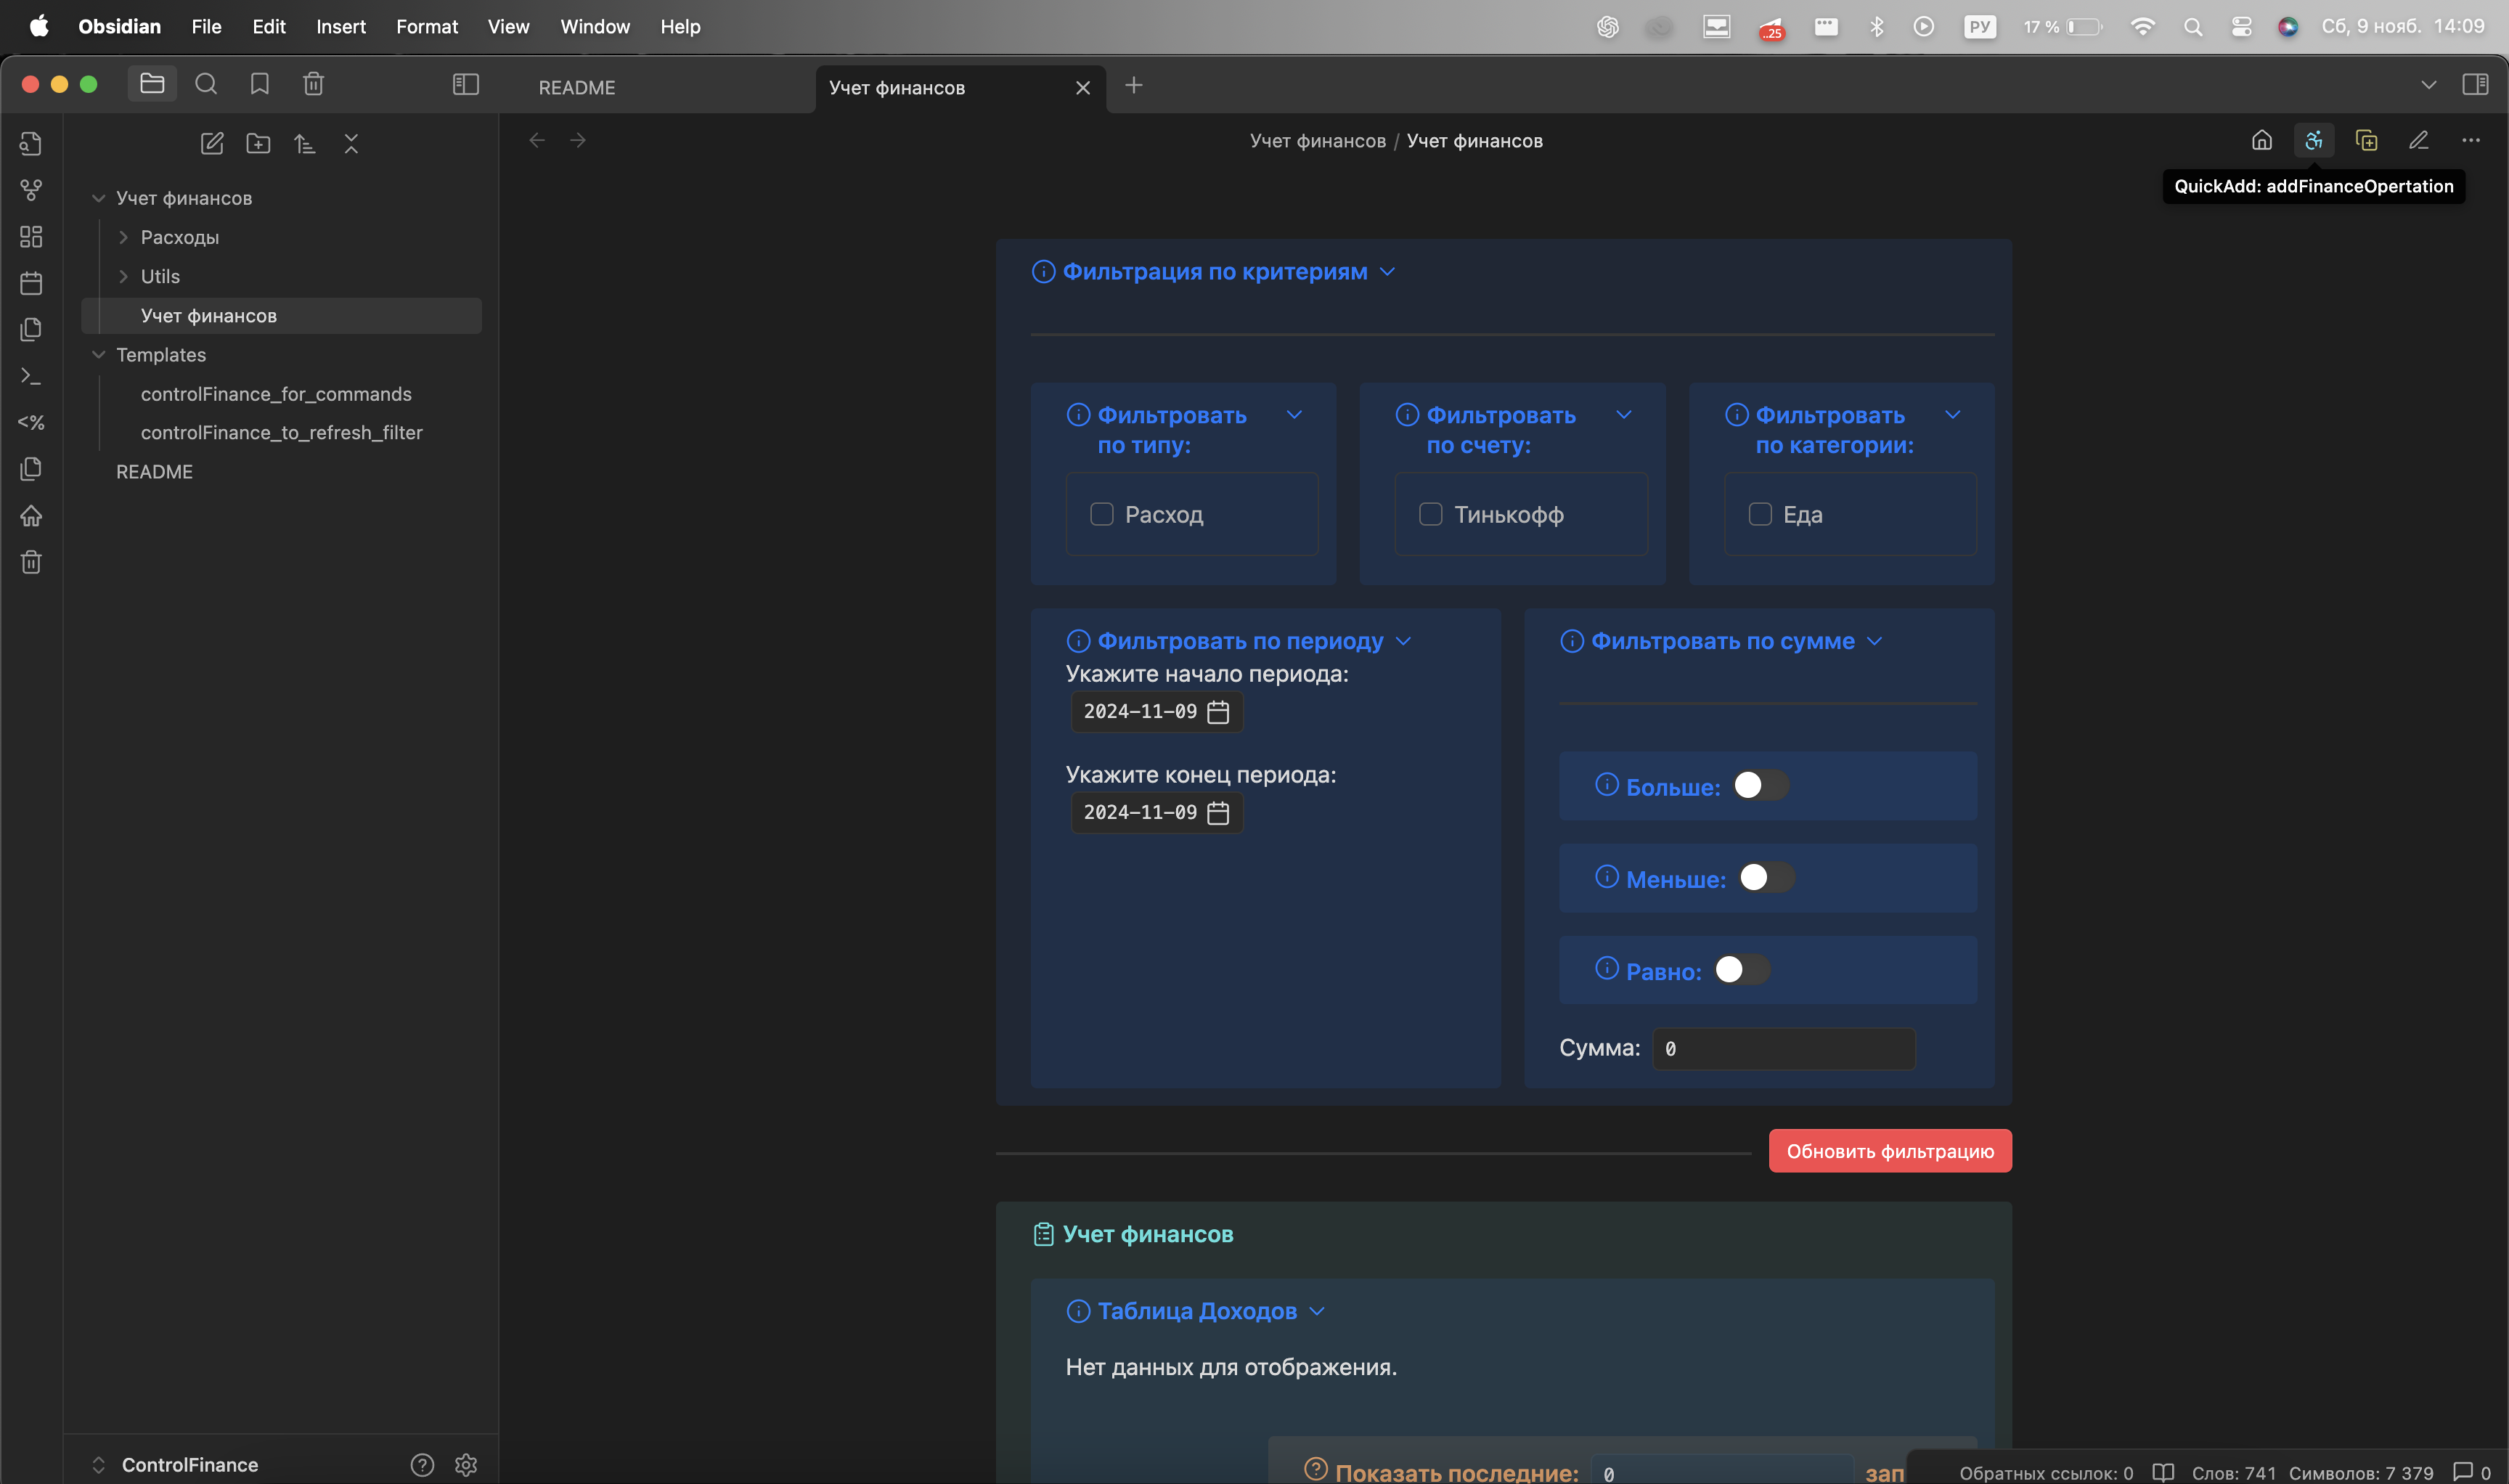 Obsidian File Edit Insert Format View Window Help
..25
РУ 17 % Сб, 9 нояб. 14:09
README
Учет финансов
Учет финансов / Учет финансов
QuickAdd: addFinanceOpertation
Учет финансов
Расходы
Utils
Учет финансов
Templates
controlFinance_for_commands
controlFinance_to_refresh_filter
README
<%
ControlFinance
Фильтрация по критериям
Фильтровать
по типу:
Расход
Фильтровать
по счету:
Тинькофф
Фильтровать
по категории:
Еда
Фильтровать по периоду
Укажите начало периода:
2024-11-09
Укажите конец периода:
2024-11-09
Фильтровать по сумме
Больше:
Меньше:
Равно:
Сумма: 0
Обновить фильтрацию
Учет финансов
Таблица Доходов
Нет данных для отображения.
Показать последние: 0 зап
Обратных ссылок: 0 Слов: 741 Символов: 7 379 0